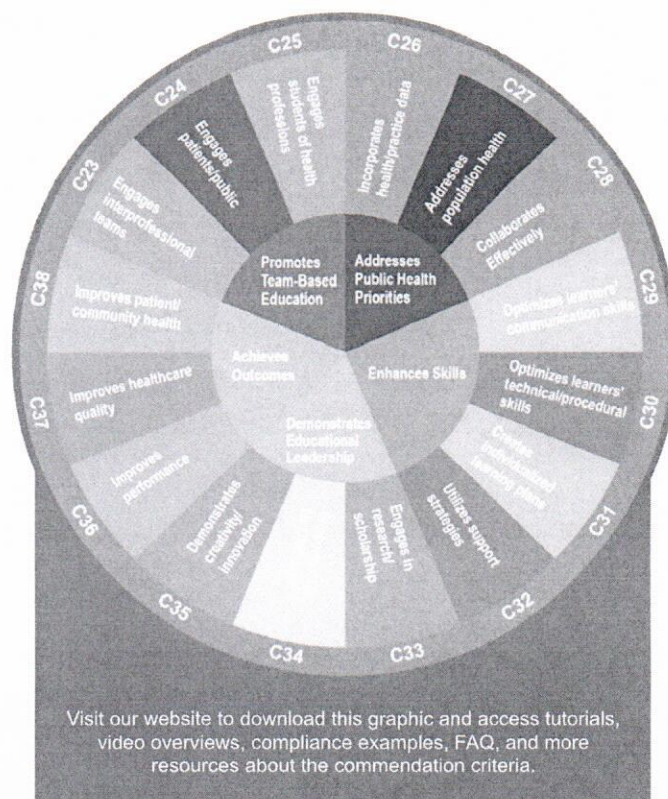 C23
Engages
interprofessional
teams
C24
Engages
patients/public
C25
Engages
students of health
professions
C26
Incorporates
health/practice data
C27
Addresses
population health
C28
Collaborates
Effectively
C29
Optimizes learners'
communication skills
C30
Optimizes learners'
technical/procedural
skills
C31
Creates
individualized
learning plans
C32
Utilizes support
strategies
C33
Engages in
research/
scholarship
C34
C35
Demonstrates
creativity/
innovation
C36
Improves
performance
C37
Improves healthcare
quality
C38
Improves patient/
community health
Promotes
Team-Based
Education
Addresses
Public Health
Priorities
Enhances Skills
Demonstrates
Educational
Leadership
Achieves
Outcomes
Visit our website to download this graphic and access tutorials,
video overviews, compliance examples, FAQ, and more
resources about the commendation criteria.